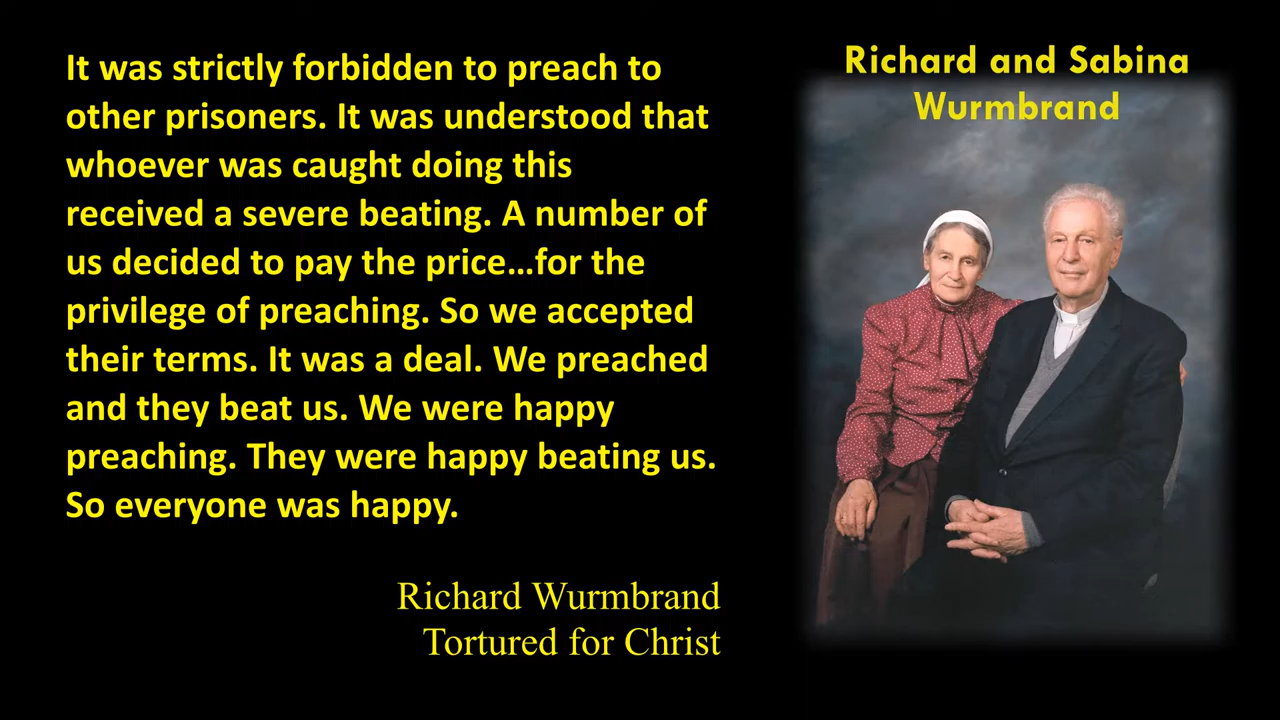 It was strictly forbidden to preach to
other prisoners. It was understood that
whoever was caught doing this
received a severe beating. A number of
us decided to pay the price...for the
privilege of preaching. So we accepted
their terms. It was a deal. We preached
and they beat us. We were happy
preaching. They were happy beating us.
So everyone was happy.
Richard Wurmbrand
Tortured for Christ
Richard and Sabina
Wurmbrand